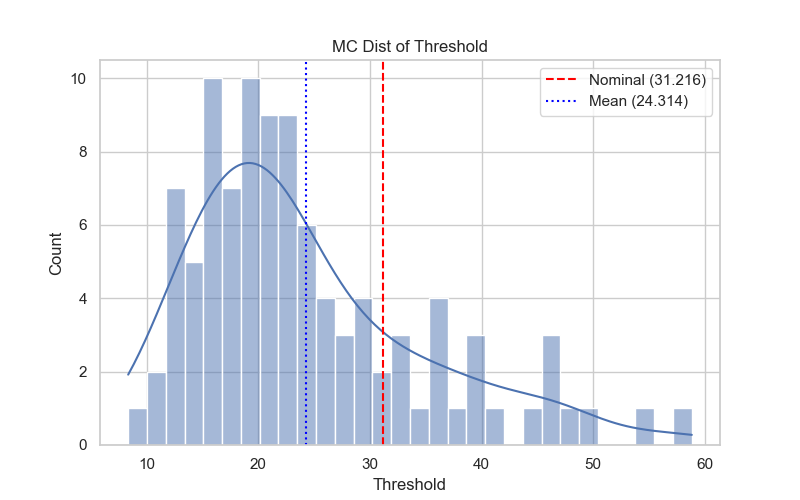 MC Dist of Threshold
Nominal (31.216)
Mean (24.314)
Count
10
8
6
4
2
0
10 20 30 40 50 60
Threshold